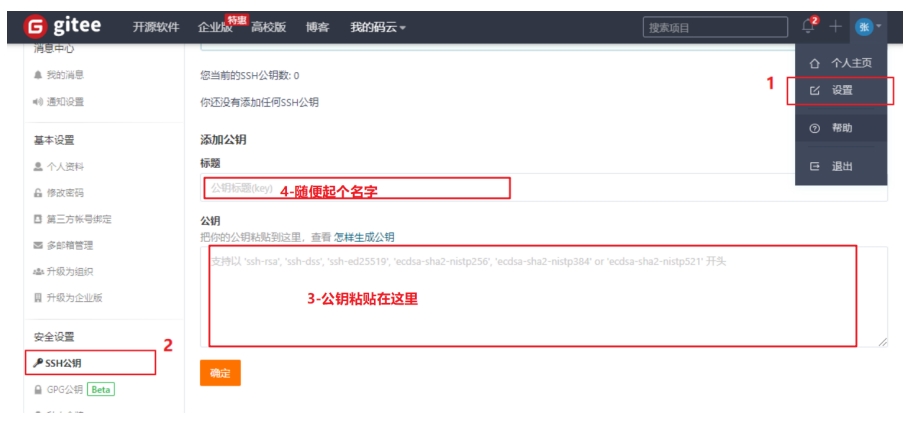 gitee 开源软件 企业版 特惠 高校版 博客 我的码云 搜索项目 2 张
消息中心
我的消息
通知设置
基本设置
个人资料
修改密码
第三方帐号绑定
多邮箱管理
升级为组织
升级为企业版
安全设置
2
SSH公钥
GPG公钥 Beta
您当前的SSH公钥数: 0
你还没有添加任何SSH公钥
添加公钥
标题
公钥标题(key) 4-随便起个名字
公钥
把你的公钥粘贴到这里，查看 怎样生成公钥
支持以 'ssh-rsa', 'ssh-dss', 'ssh-ed25519', 'ecdsa-sha2-nistp256', 'ecdsa-sha2-nistp384' or 'ecdsa-sha2-nistp521' 开头
3-公钥粘贴在这里
确定
个人主页
1
设置
帮助
退出